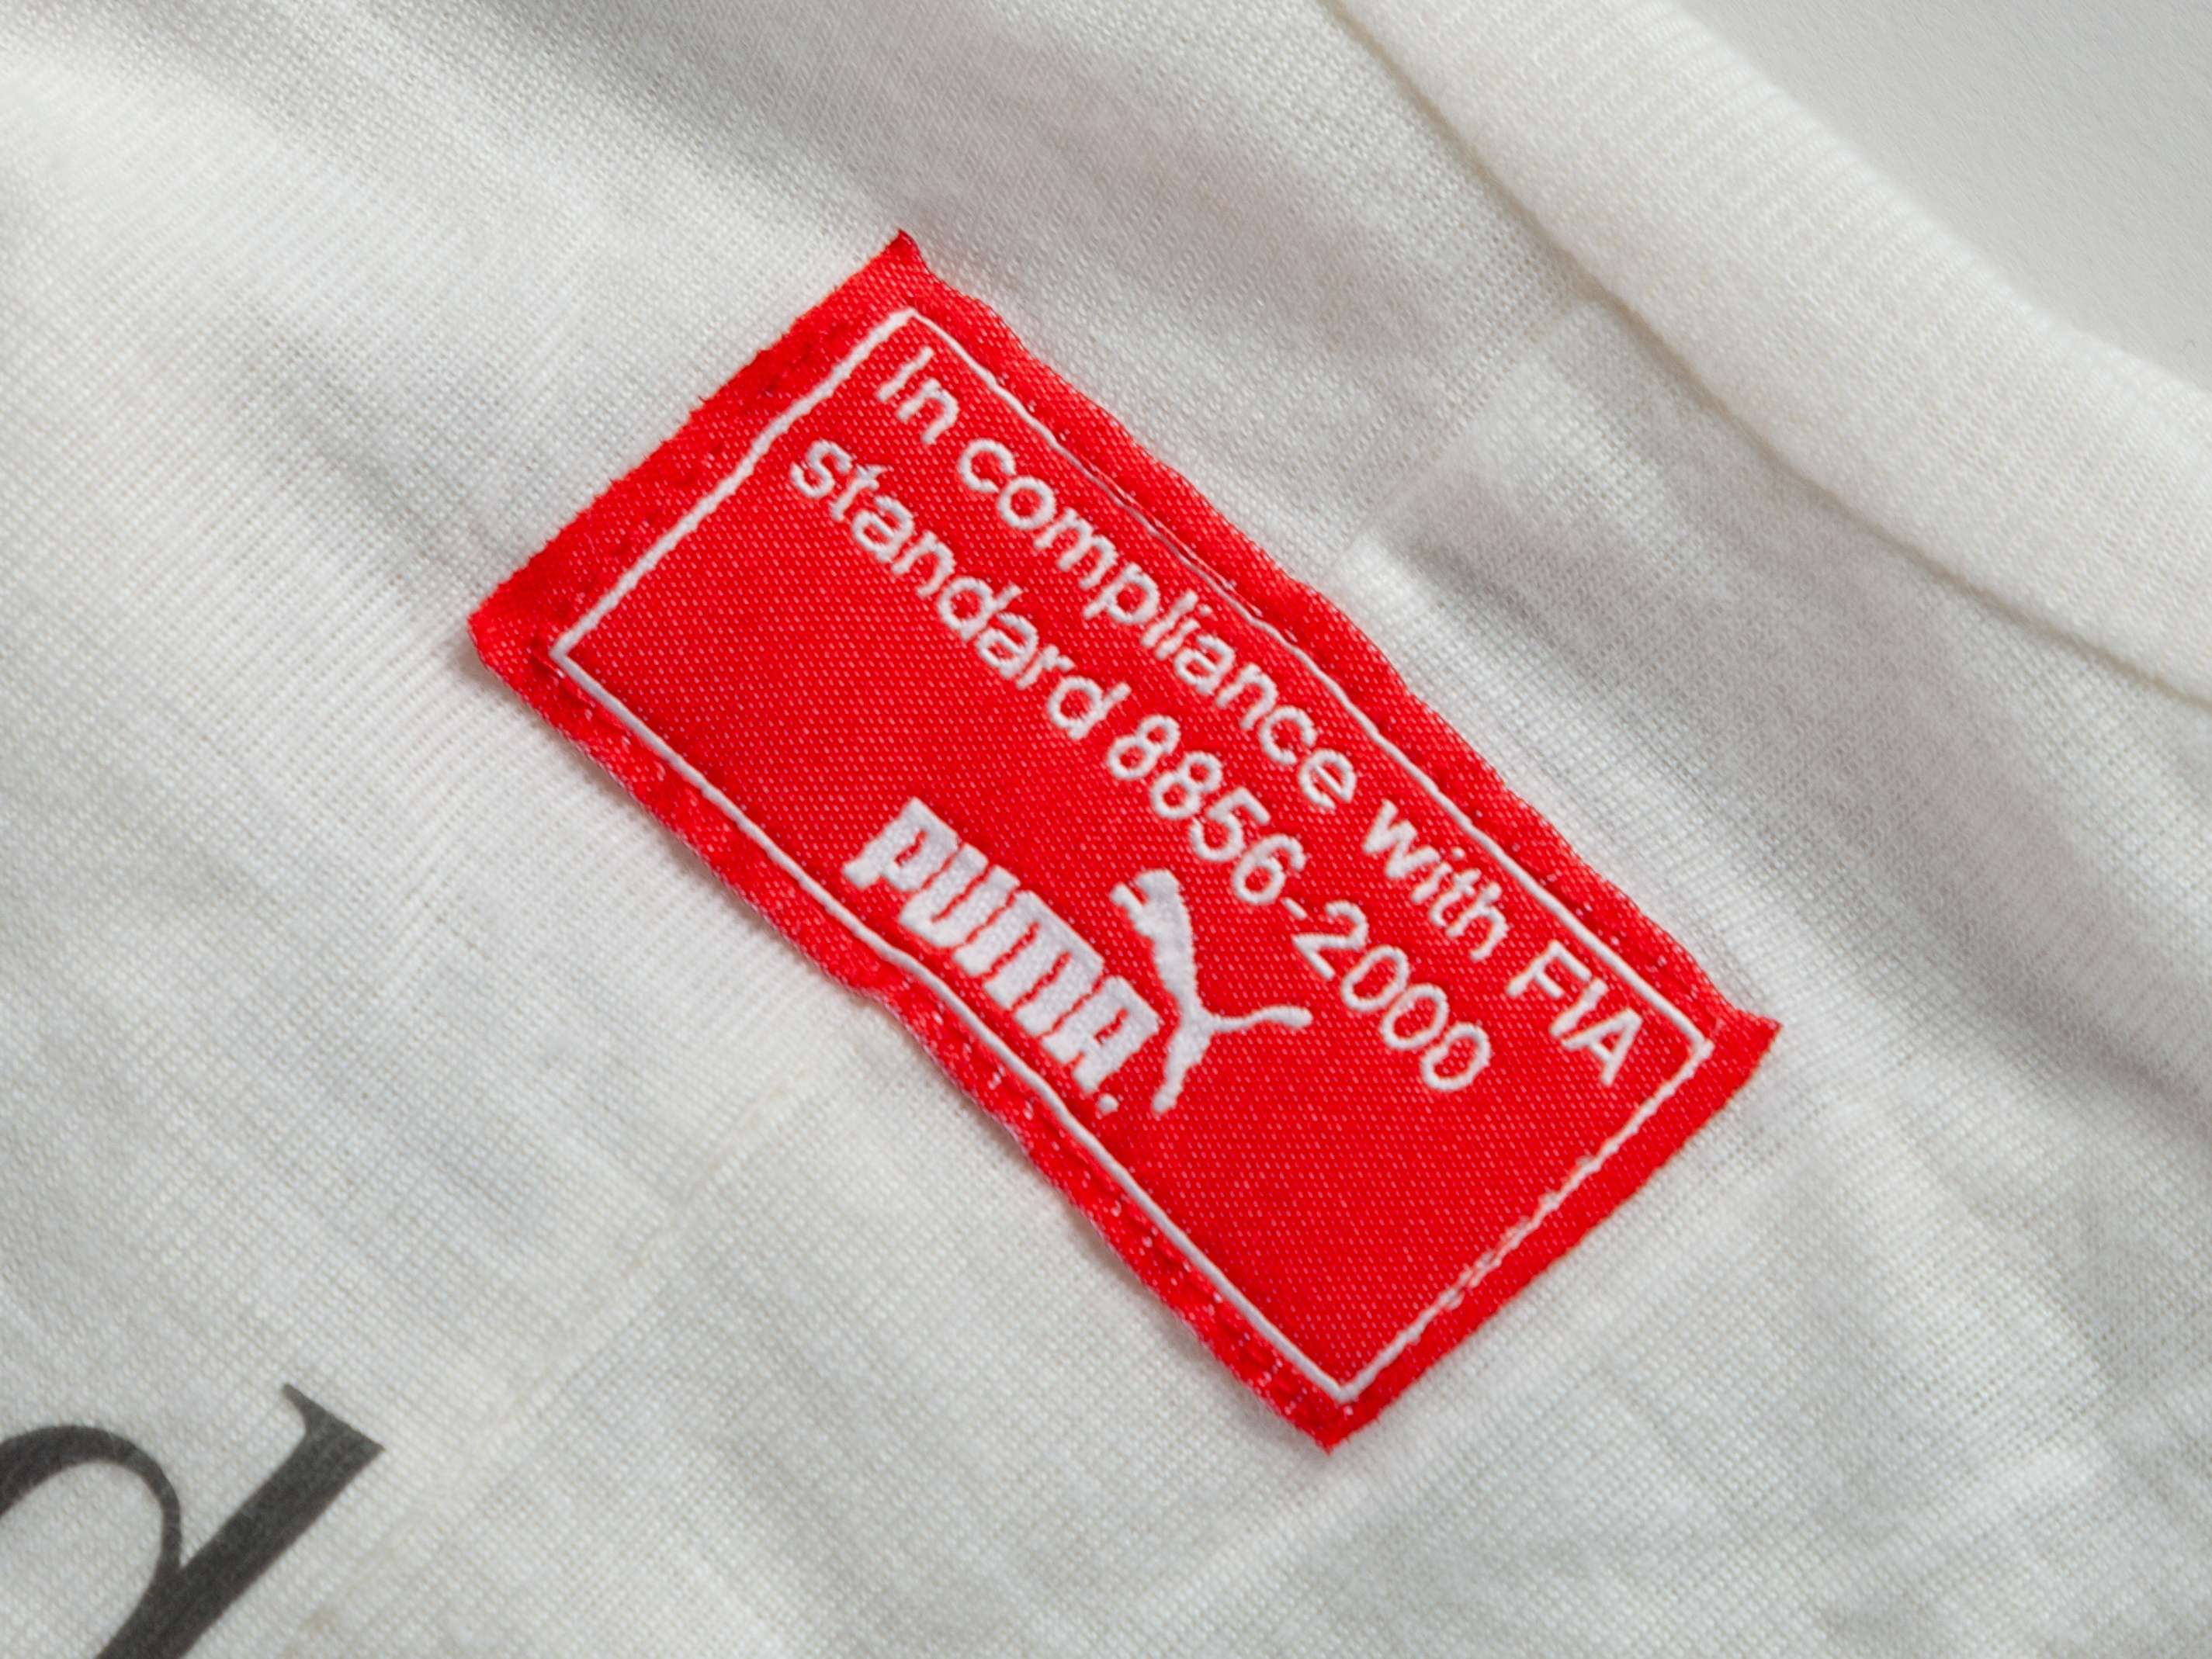 In compliance with FIA
standard 8856-2000
PUMA.
d